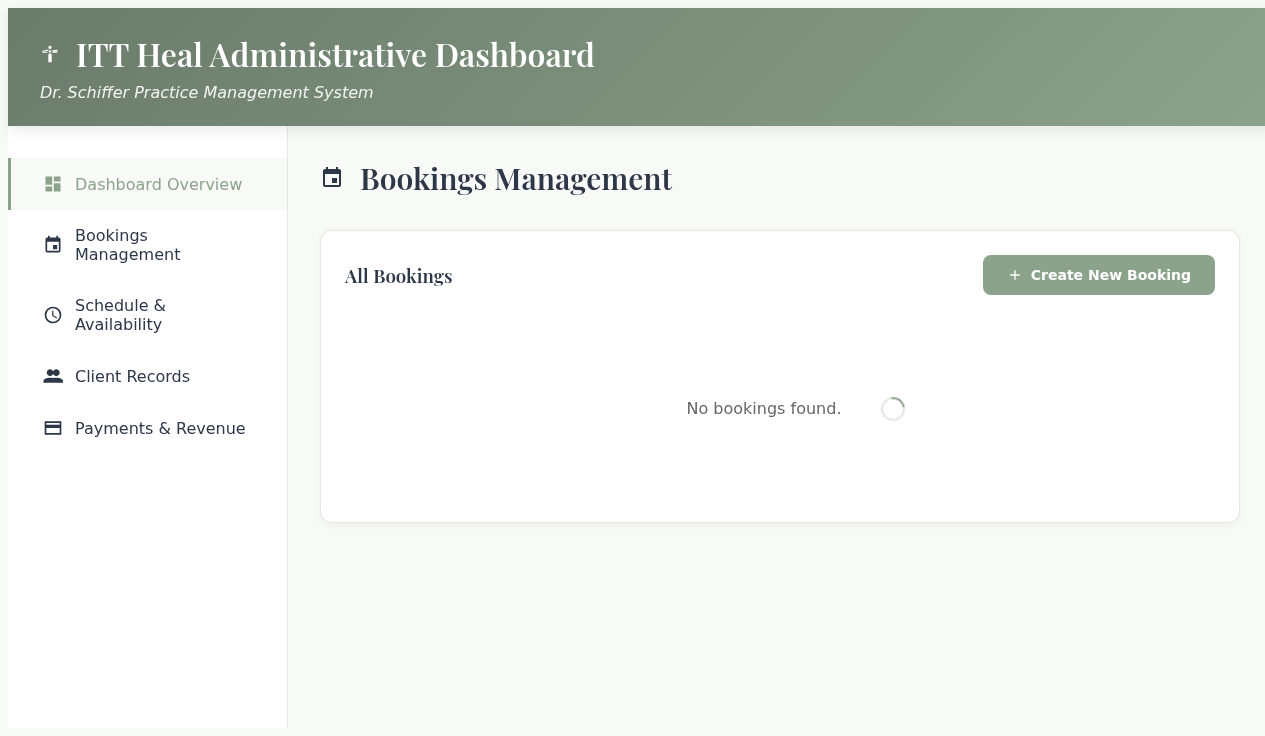 ITT Heal Administrative Dashboard
Dr. Schiffer Practice Management System
Dashboard Overview
Bookings
Management
Schedule &
Availability
Client Records
Payments & Revenue
Bookings Management
All Bookings
+ Create New Booking
No bookings found.